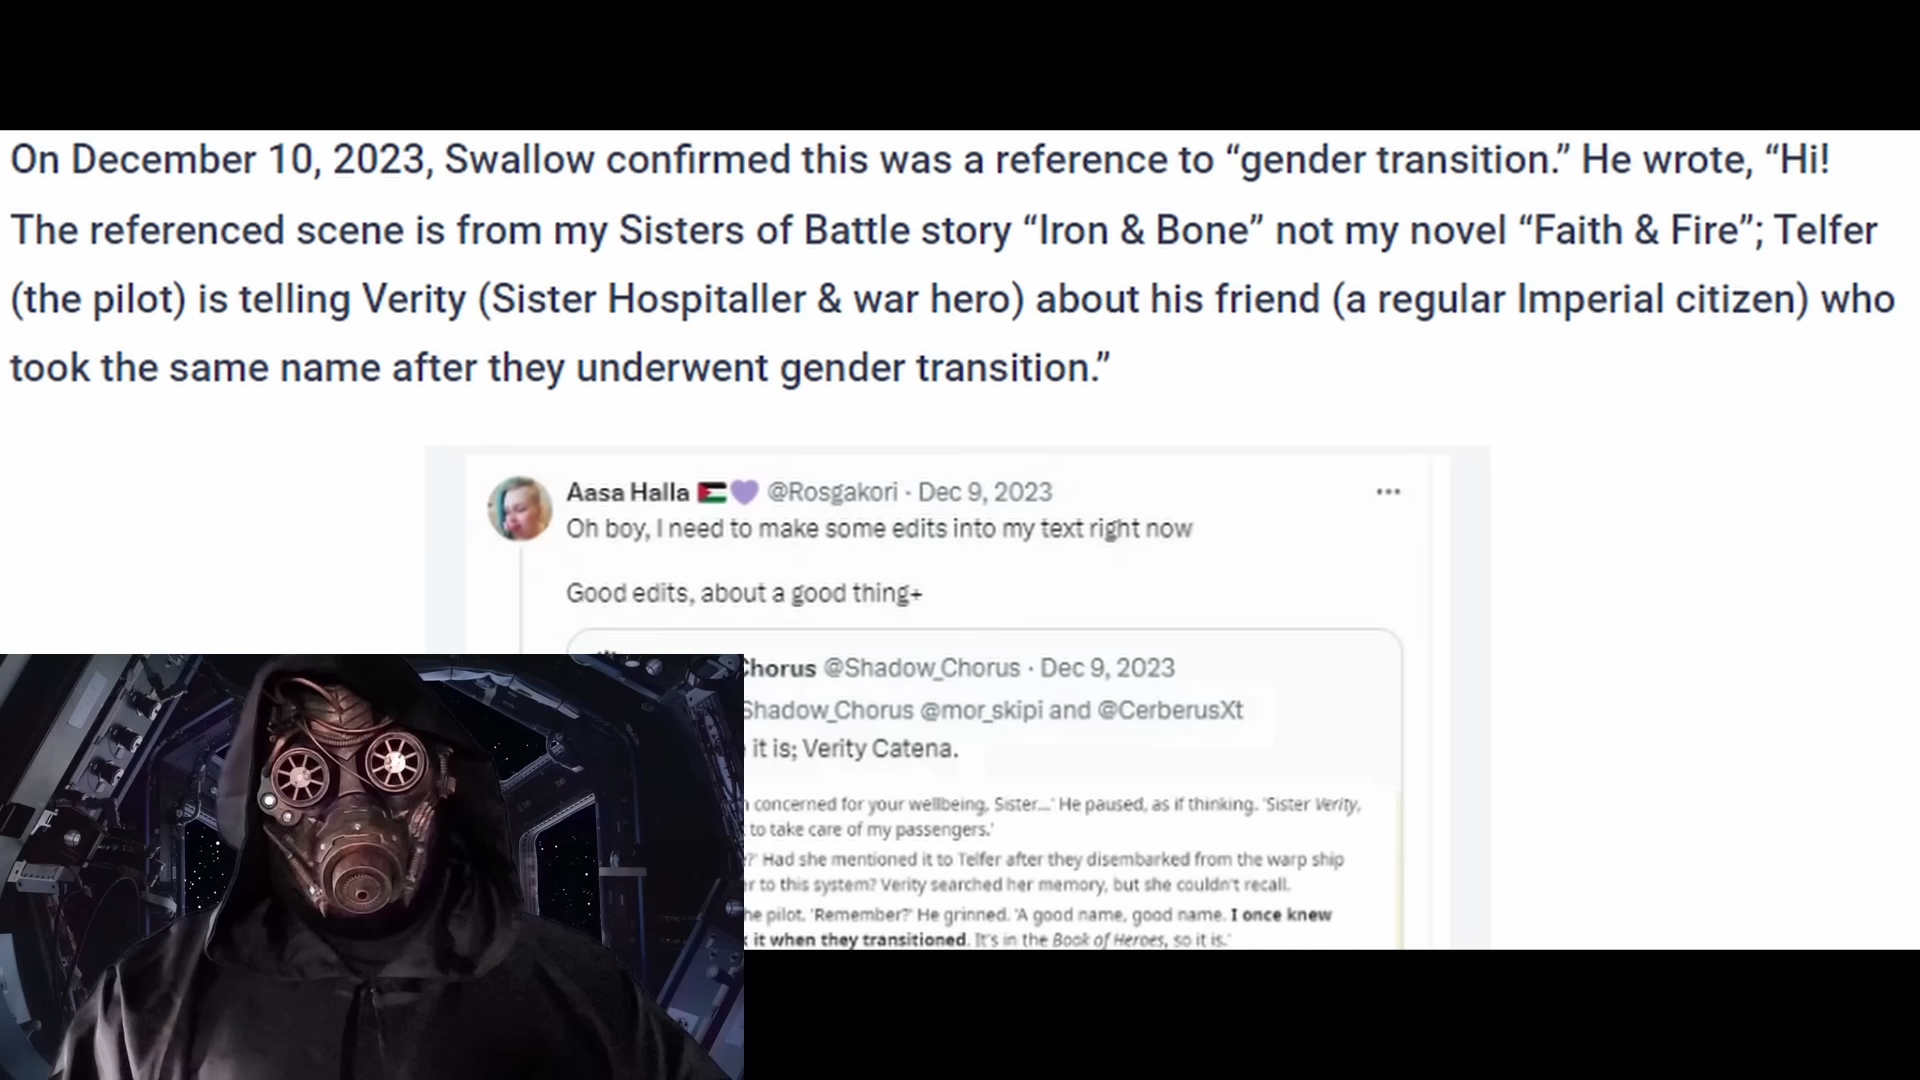 On December 10, 2023, Swallow confirmed this was a reference to “gender transition.” He wrote, “Hi!
The referenced scene is from my Sisters of Battle story “Iron & Bone” not my novel “Faith & Fire”; Telfer
(the pilot) is telling Verity (Sister Hospitaller & war hero) about his friend (a regular Imperial citizen) who
took the same name after they underwent gender transition.”
Aasa Halla @Rosgakori · Dec 9, 2023
Oh boy, I need to make some edits into my text right now
Good edits, about a good thing+
Chorus @Shadow_Chorus · Dec 9, 2023
Shadow_Chorus @mor_skipi and @CerberusXt
it is; Verity Catena.
concerned for your wellbeing, Sister...' He paused, as if thinking. 'Sister Verity,
to take care of my passengers.'
?' Had she mentioned it to Telfer after they disembarked from the warp ship
r to this system? Verity searched her memory, but she couldn't recall.
he pilot. 'Remember?' He grinned. 'A good name, good name. I once knew
it when they transitioned. It's in the Book of Heroes, so it is.'